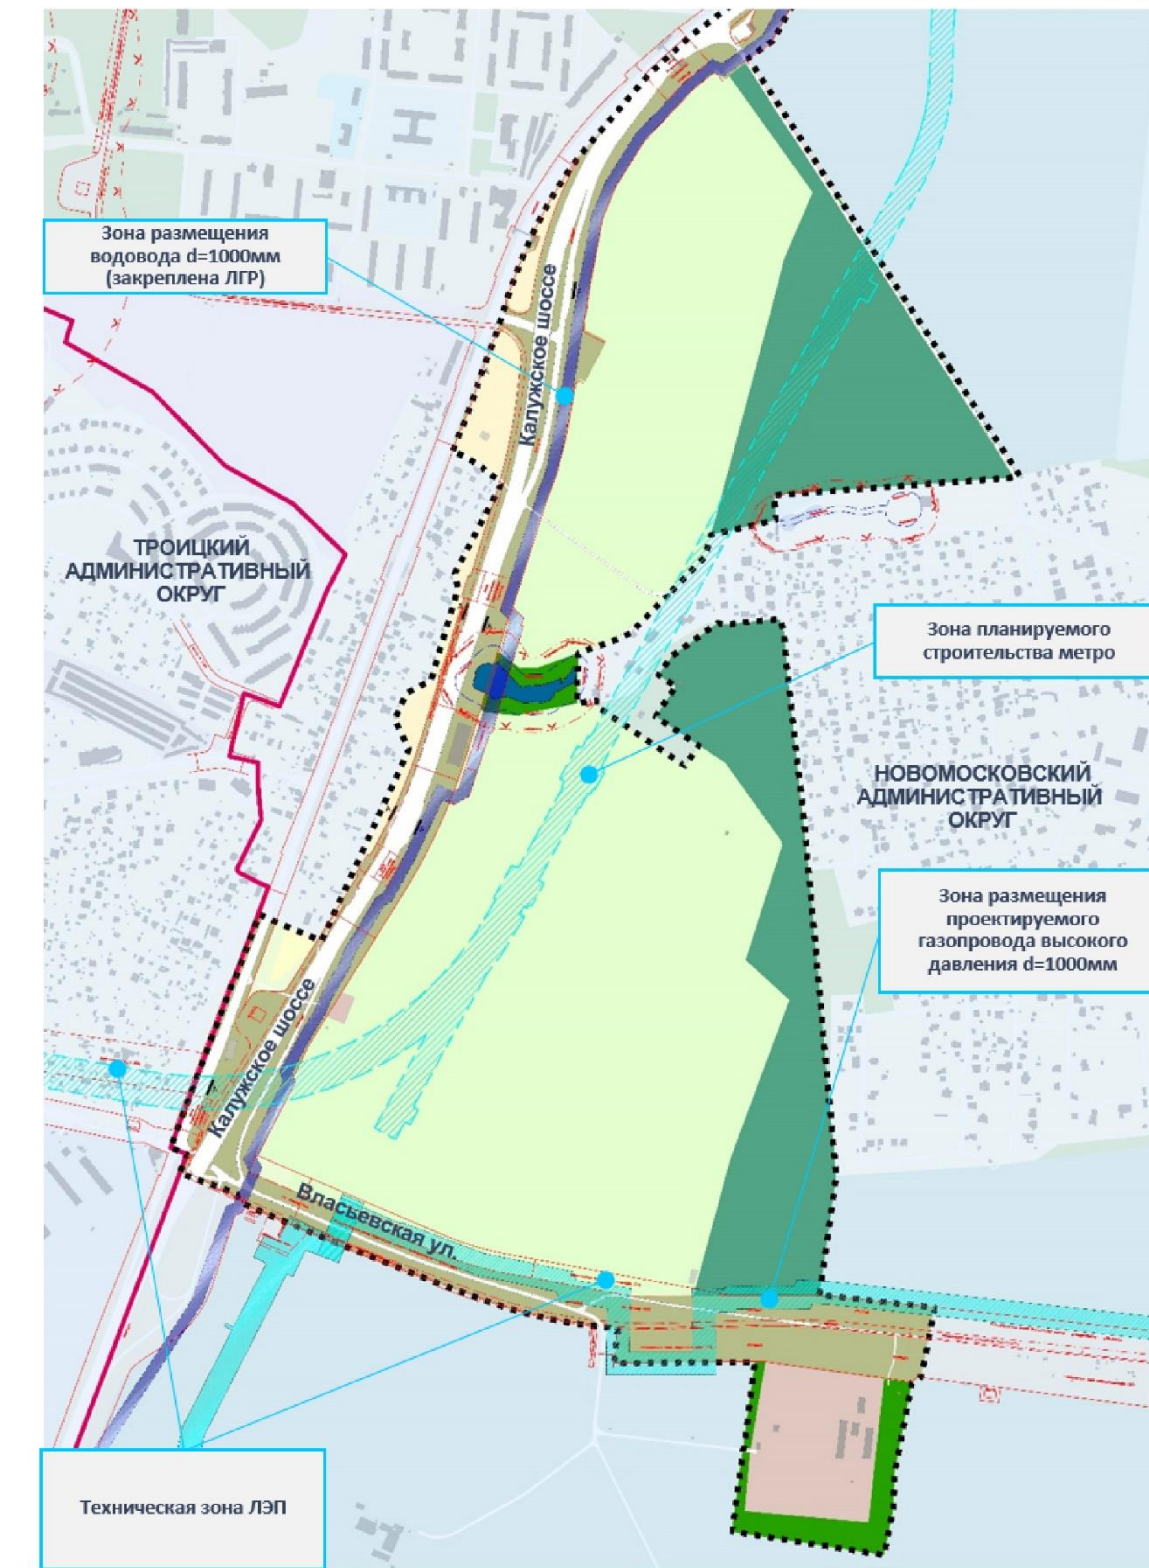 Зона размещения
водовода d=1000мм
(закреплена ЛГР)
Калужское шоссе
ТРОИЦКИЙ
АДМИНИСТРАТИВНЫЙ
ОКРУГ
Зона планируемого
строительства метро
НОВОМОСКОВСКИЙ
АДМИНИСТРАТИВНЫЙ
ОКРУГ
Зона размещения
проектируемого
газопровода высокого
давления d=1000мм
Калужское шоссе
Власьевская ул.
Техническая зона ЛЭП